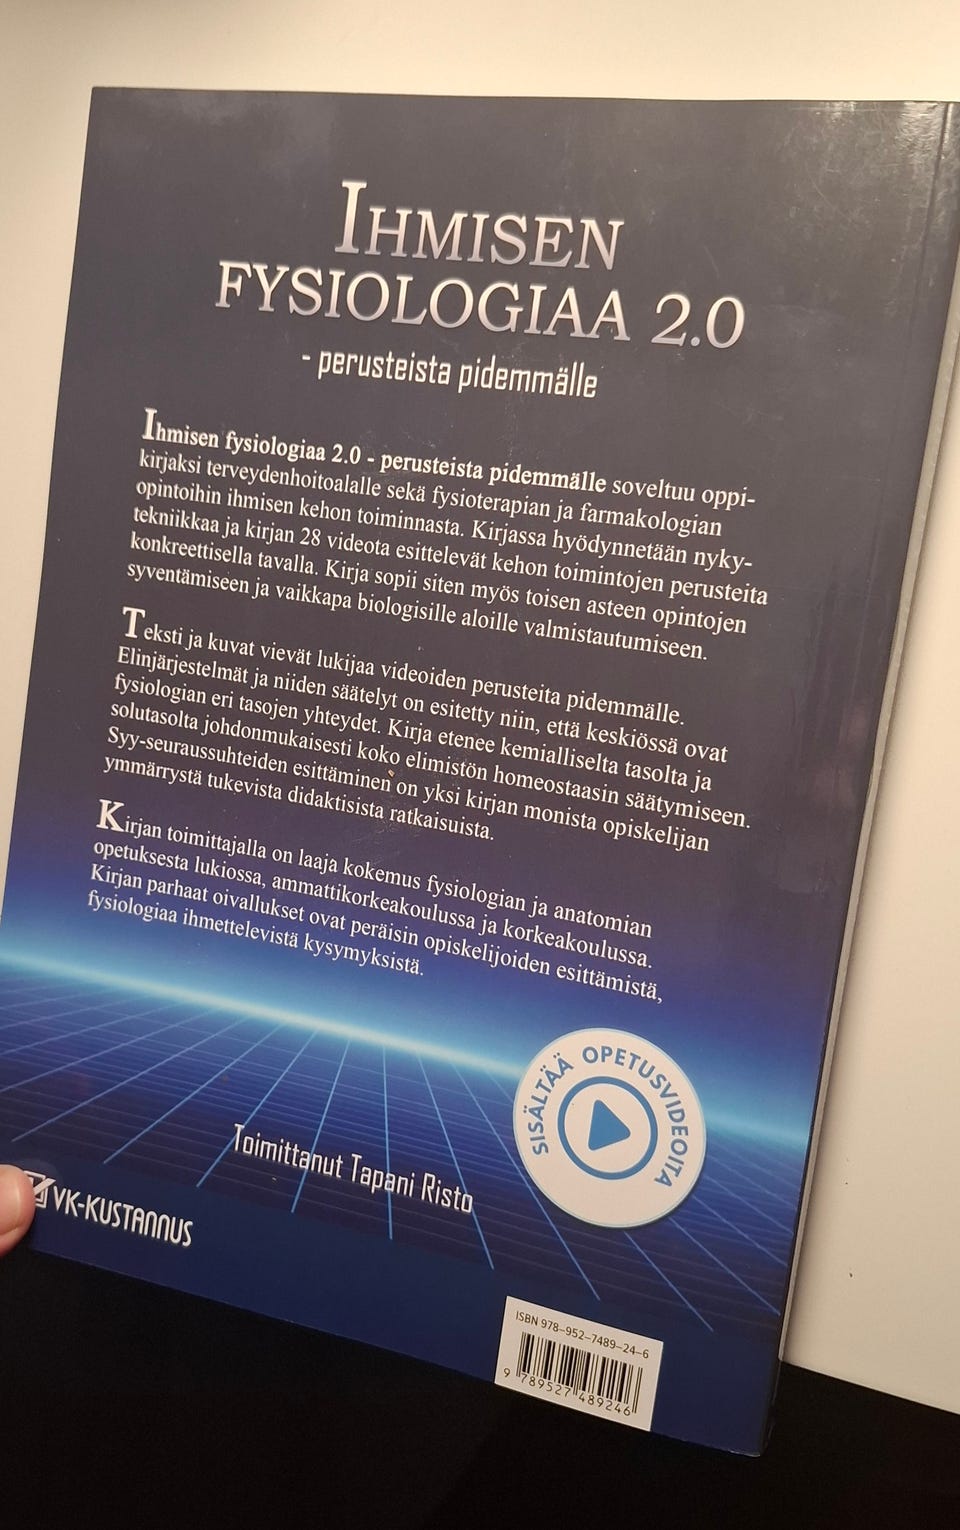 IHMISEN
FYSIOLOGIAA 2.0
- perusteista pidemmälle
Ihmisen fysiologiaa 2.0 - perusteista pidemmälle soveltuu oppi-
kirjaksi terveydenhoitoalalle sekä fysioterapian ja farmakologian
opintoihin ihmisen kehon toiminnasta. Kirjassa hyödynnetään nyky-
tekniikkaa ja kirjan 28 videota esittelevät kehon toimintojen perusteita
konkreettisella tavalla. Kirja sopii siten myös toisen asteen opintojen
syventämiseen ja vaikkapa biologisille aloille valmistautumiseen.
Teksti ja kuvat vievät lukijaa videoiden perusteita pidemmälle.
Elinjärjestelmät ja niiden säätelyt on esitetty niin, että keskiössä ovat
fysiologian eri tasojen yhteydet. Kirja etenee kemialliselta tasolta ja
solutasolta johdonmukaisesti koko elimistön homeostaasin säätymiseen.
Syy-seuraussuhteiden esittäminen on yksi kirjan monista opiskelijan
ymmärrystä tukevista didaktisista ratkaisuista.
Kirjan toimittajalla on laaja kokemus fysiologian ja anatomian
opetuksesta lukiossa, ammattikorkeakoulussa ja korkeakoulussa.
Kirjan parhaat oivallukset ovat peräisin opiskelijoiden esittämistä,
fysiologiaa ihmettelevistä kysymyksistä.
SISÄLTÄÄ OPETUSVIDEOITA
Toimittanut Tapani Risto
VK-KUSTANNUS
ISBN 978-952-7489-24-6
9 789527 489246